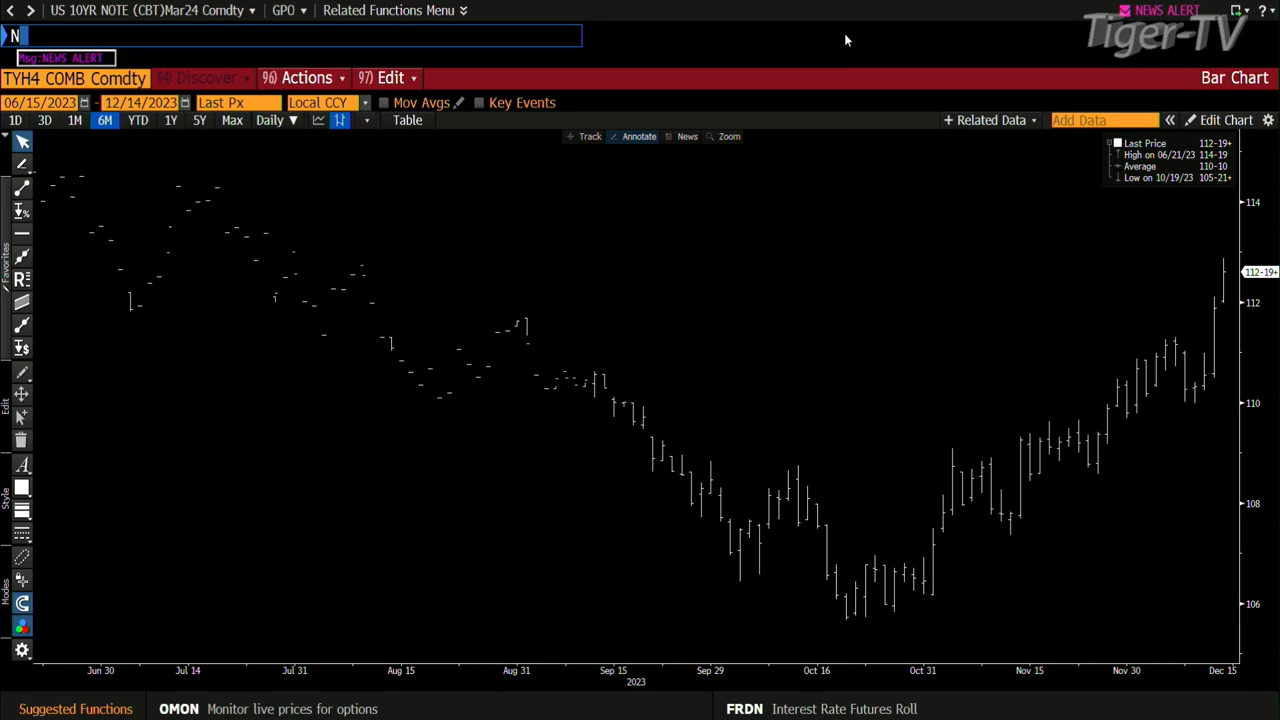 US 10YR NOTE (CBT)Mar24 Comdty GPO Related Functions Menu NEWS ALERT
Tiger-TV
N
Msg:NEWS ALERT
TYH4 COMB Comdty 94) Discover 96) Actions 97) Edit Bar Chart
06/15/2023 - 12/14/2023 Last Px Local CCY Mov Avgs Key Events
1D 3D 1M 6M YTD 1Y 5Y Max Daily ▼ Table + Related Data Add Data « Edit Chart
Track Annotate News Zoom
Last Price 112-19+
High on 06/21/23 114-19
Average 110-10
Low on 10/19/23 105-21+
114
112-19+
112
110
108
106
Favorites
Edit
Style
Modes
Jun 30 Jul 14 Jul 31 Aug 15 Aug 31 Sep 15 Sep 29 Oct 16 Oct 31 Nov 15 Nov 30 Dec 15
2023
Suggested Functions OMON Monitor live prices for options FRDN Interest Rate Futures Roll